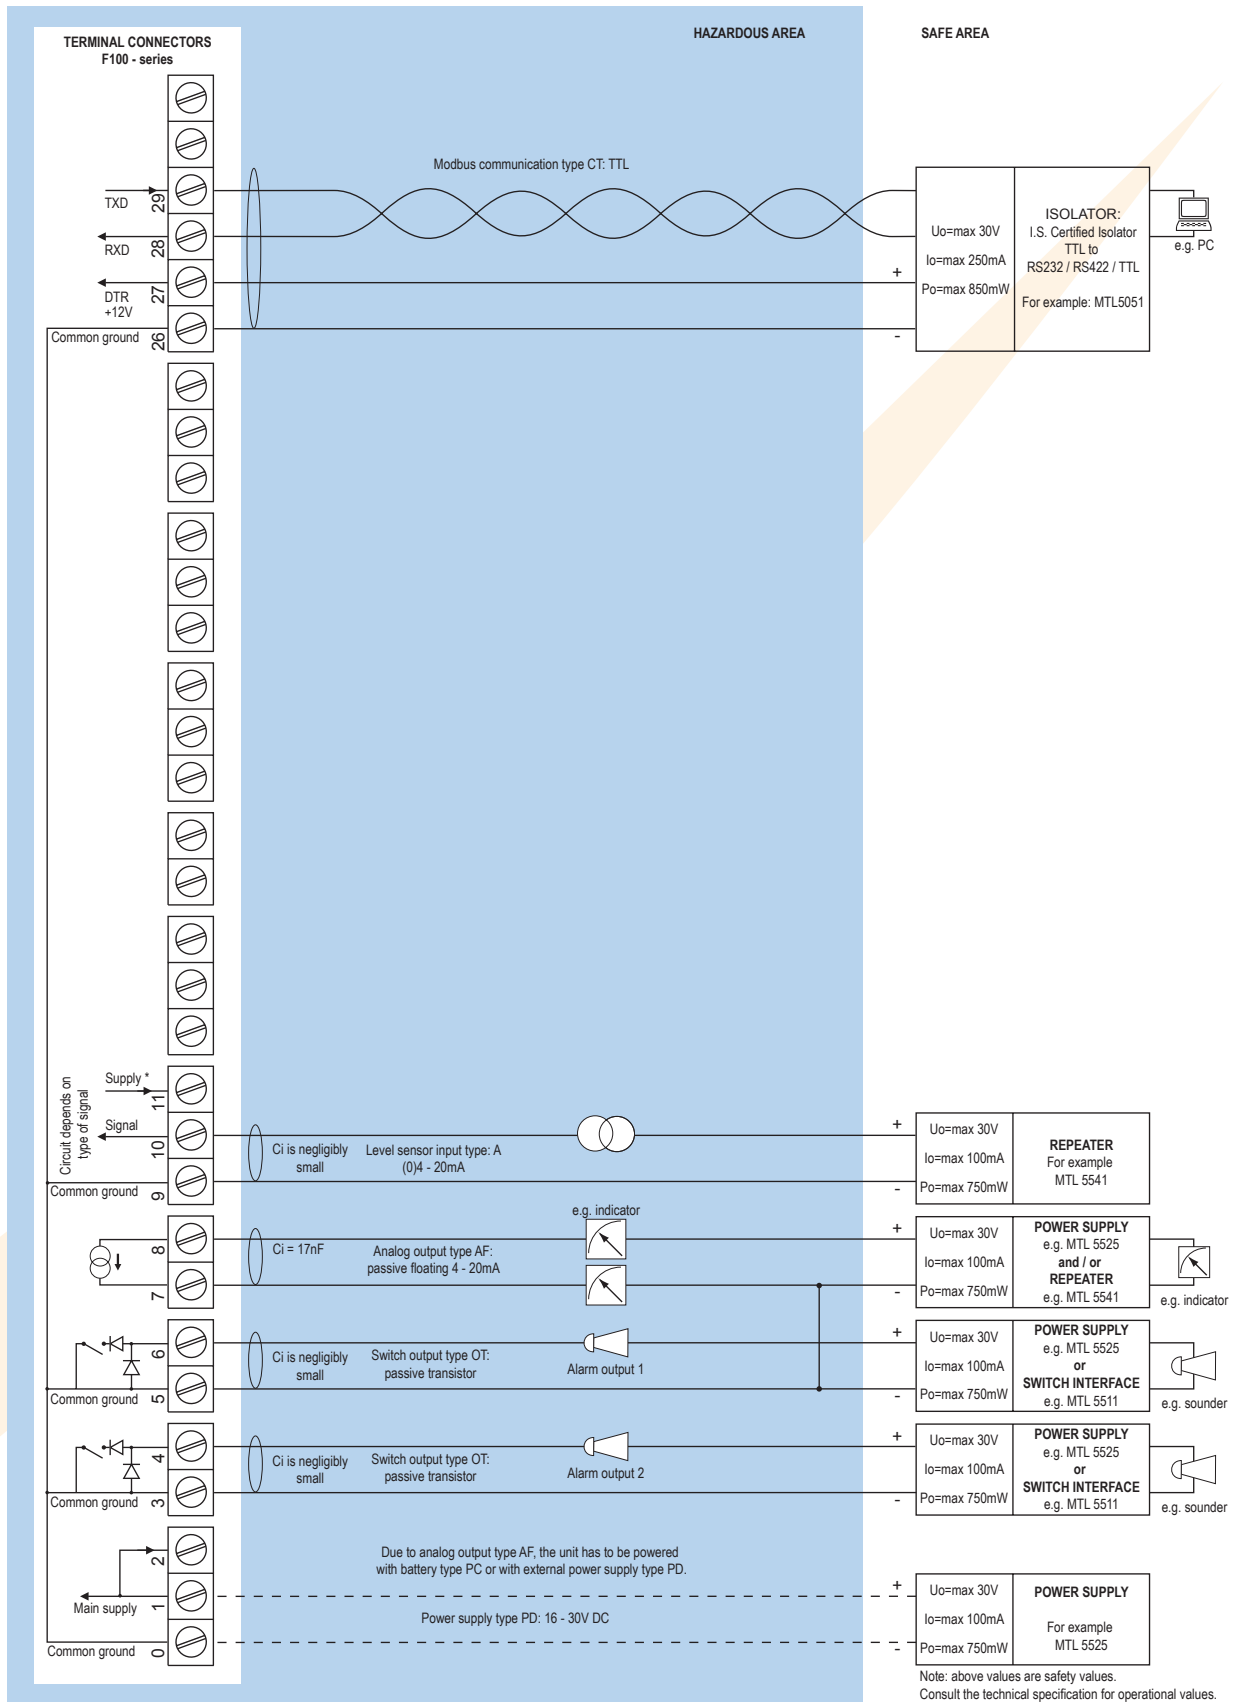 TERMINAL CONNECTORS
F100 - series
HAZARDOUS AREA
SAFE AREA
Modbus communication type CT: TTL
TXD
29
RXD
28
DTR
+12V
27
Common ground
26
+
-
Uo=max 30V
Io=max 250mA
Po=max 850mW
ISOLATOR:
I.S. Certified Isolator
TTL to
RS232 / RS422 / TTL
For example: MTL5051
e.g. PC
Circuit depends on
type of signal
Supply *
11
Signal
10
Common ground
9
Ci is negligibly
small
Level sensor input type: A
(0)4 - 20mA
+
-
Uo=max 30V
Io=max 100mA
Po=max 750mW
REPEATER
For example
MTL 5541
8
7
Ci = 17nF
Analog output type AF:
passive floating 4 - 20mA
e.g. indicator
+
-
Uo=max 30V
Io=max 100mA
Po=max 750mW
POWER SUPPLY
e.g. MTL 5525
and / or
REPEATER
e.g. MTL 5541
e.g. indicator
6
Common ground
5
Ci is negligibly
small
Switch output type OT:
passive transistor
Alarm output 1
+
-
Uo=max 30V
Io=max 100mA
Po=max 750mW
POWER SUPPLY
e.g. MTL 5525
or
SWITCH INTERFACE
e.g. MTL 5511
e.g. sounder
4
Common ground
3
Ci is negligibly
small
Switch output type OT:
passive transistor
Alarm output 2
+
-
Uo=max 30V
Io=max 100mA
Po=max 750mW
POWER SUPPLY
e.g. MTL 5525
or
SWITCH INTERFACE
e.g. MTL 5511
e.g. sounder
2
Main supply
1
Common ground
0
Due to analog output type AF, the unit has to be powered
with battery type PC or with external power supply type PD.
Power supply type PD: 16 - 30V DC
+
-
Uo=max 30V
Io=max 100mA
Po=max 750mW
POWER SUPPLY
For example
MTL 5525
Note: above values are safety values.
Consult the technical specification for operational values.